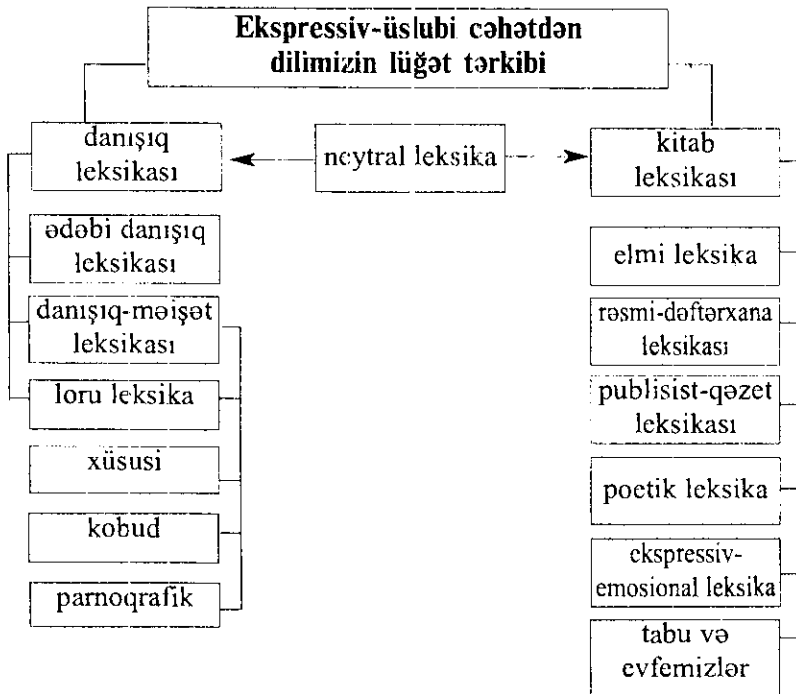 Ekspressiv-üslubi cəhətdən
dilimizin lüğət tərkibi
danışıq
leksikası
neytral leksika
kitab
leksikası
ədəbi danışıq
leksikası
danışıq-məişət
leksikası
loru leksika
xüsusi
kobud
parnoqrafik
elmi leksika
rəsmi-dəftərxana
leksikası
publisist-qəzet
leksikası
poetik leksika
ekspressiv-
emosional leksika
tabu və
evfemizlər